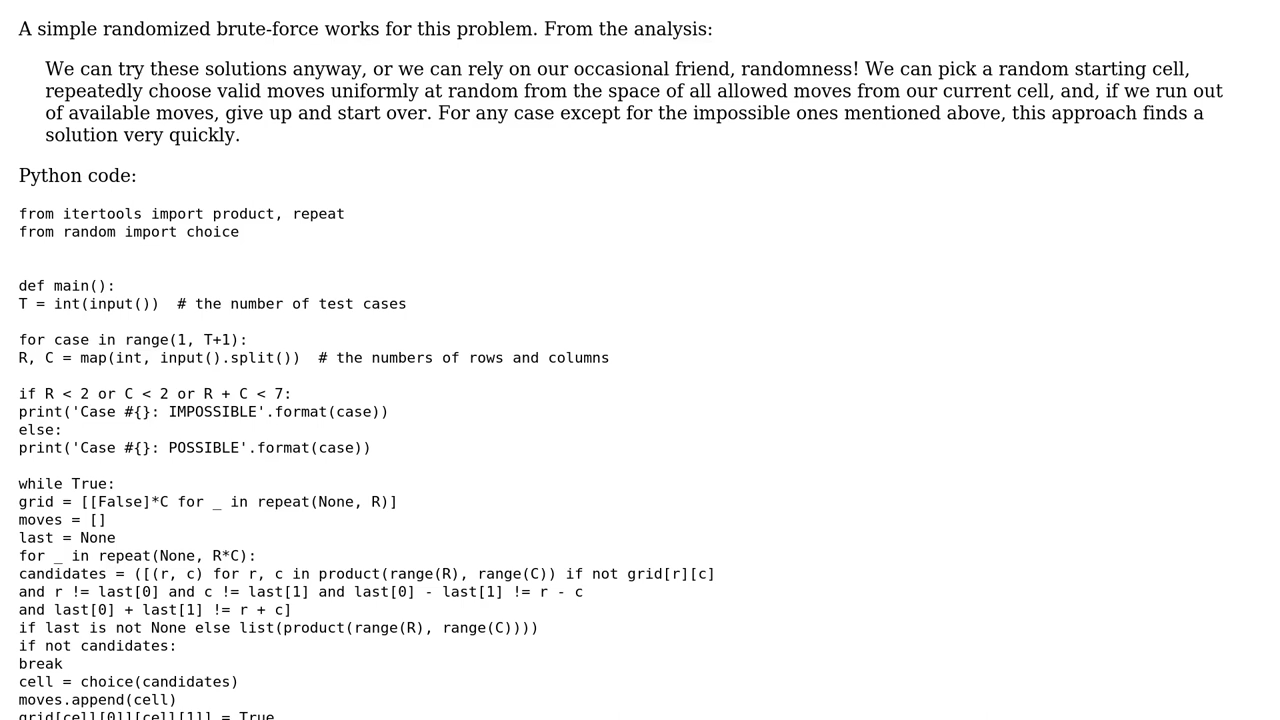 A simple randomized brute-force works for this problem. From the analysis:
We can try these solutions anyway, or we can rely on our occasional friend, randomness! We can pick a random starting cell,
repeatedly choose valid moves uniformly at random from the space of all allowed moves from our current cell, and, if we run out
of available moves, give up and start over. For any case except for the impossible ones mentioned above, this approach finds a
solution very quickly.
Python code:
from itertools import product, repeat
from random import choice
def main():
T = int(input())  # the number of test cases
for case in range(1, T+1):
R, C = map(int, input().split())  # the numbers of rows and columns
if R < 2 or C < 2 or R + C < 7:
print('Case #{}: IMPOSSIBLE'.format(case))
else:
print('Case #{}: POSSIBLE'.format(case))
while True:
grid = [[False]*C for _ in repeat(None, R)]
moves = []
last = None
for _ in repeat(None, R*C):
candidates = ([(r, c) for r, c in product(range(R), range(C)) if not grid[r][c]
and r != last[0] and c != last[1] and last[0] - last[1] != r - c
and last[0] + last[1] != r + c]
if last is not None else list(product(range(R), range(C))))
if not candidates:
break
cell = choice(candidates)
moves.append(cell)
grid[cell[0]][cell[1]] = True